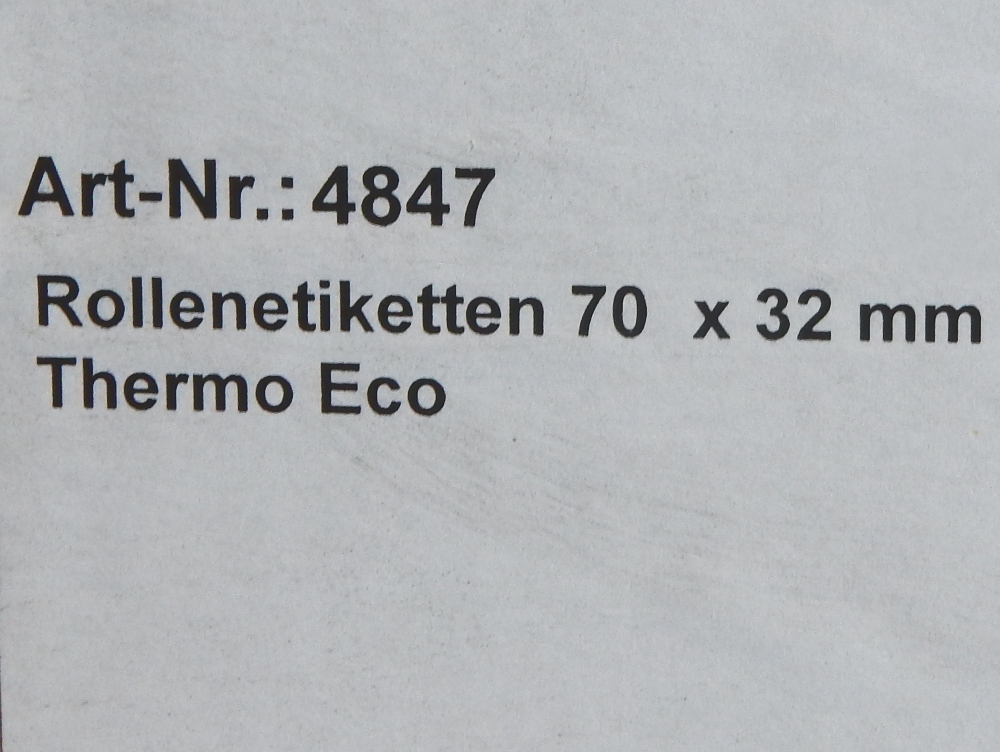 Art-Nr.: 4847
Rollenetiketten 70 x 32 mm
Thermo Eco